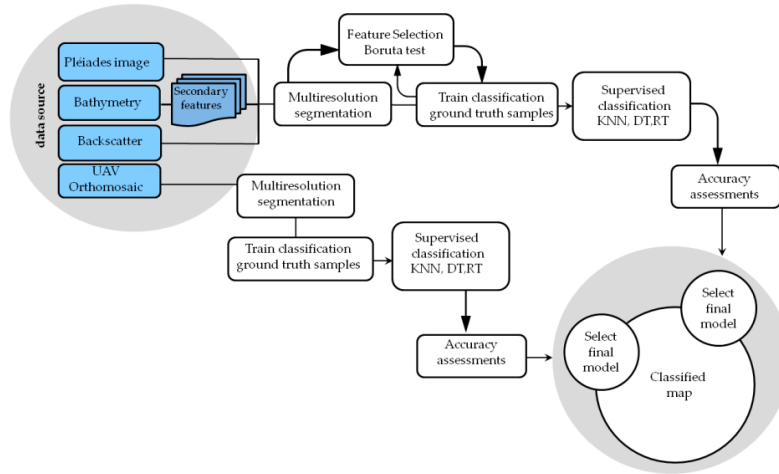 data source
Pléiades image
Bathymetry
Backscatter
UAV
Orthomosaic
Secondary
features
Multiresolution
segmentation
Feature Selection
Boruta test
Train classification
ground truth samples
Supervised
classification
KNN, DT,RT
Accuracy
assessments
Multiresolution
segmentation
Train classification
ground truth samples
Supervised
classification
KNN, DT,RT
Accuracy
assessments
Select
final
model
Select
final
model
Classified
map